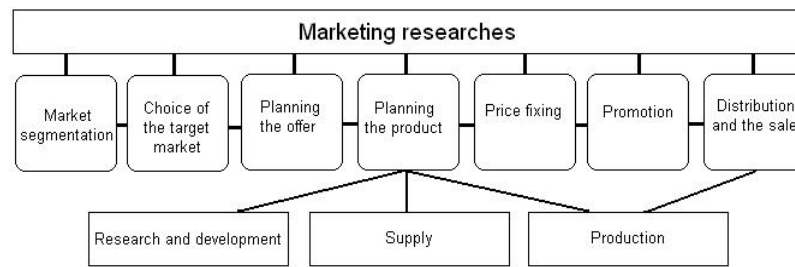 Marketing researches
Market
segmentation
Choice of
the target
market
Planning
the offer
Planning
the product
Price fixing
Promotion
Distribution
and the sale
Research and development
Supply
Production